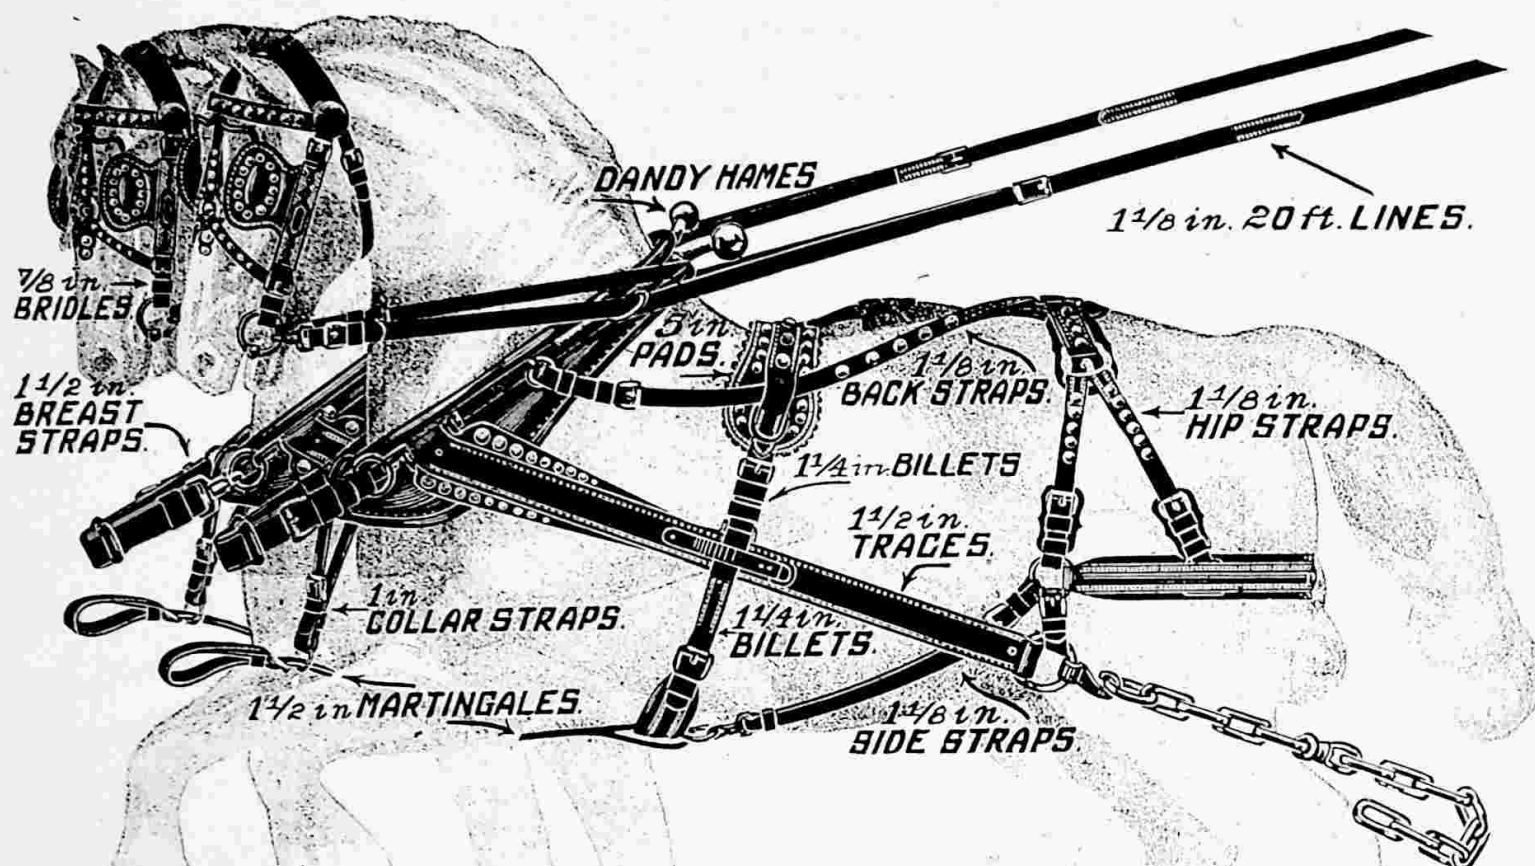 DANDY HAMES
1 1/8 in. 20 ft. LINES.
7/8 in.
BRIDLES
5 in.
PADS.
1 1/8 in
BACK STRAPS.
1 1/2 in.
BREAST
STRAPS.
1 1/8 in.
HIP STRAPS.
1 1/4 in. BILLETS
1 1/2 in.
TRACES.
1 in
COLLAR STRAPS.
1 1/4 in.
BILLETS.
1 1/2 in MARTINGALES.
1 1/8 in.
SIDE STRAPS.